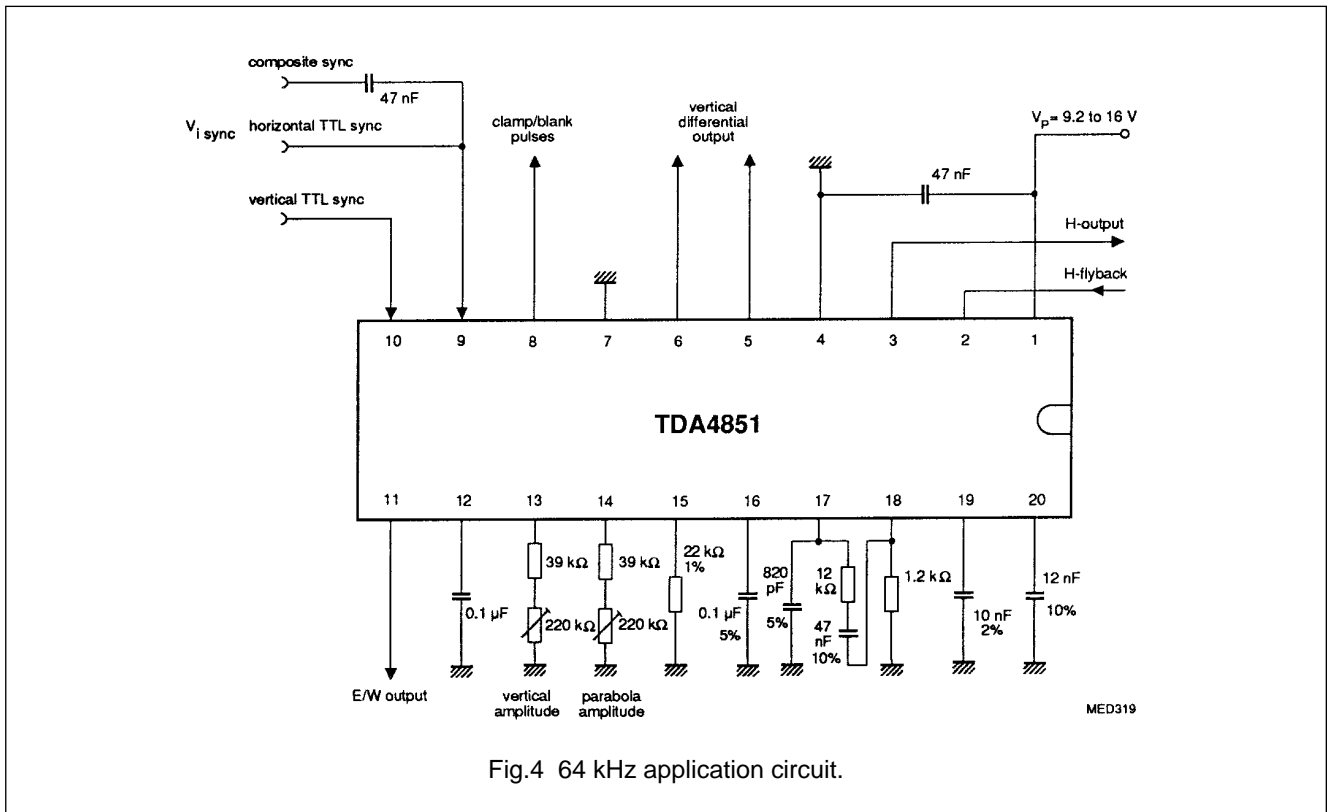 composite sync
47 nF
V i sync
horizontal TTL sync
vertical TTL sync
clamp/blank
pulses
vertical
differential
output
VP= 9.2 to 16 V
47 nF
H-output
H-flyback
10 9 8 7 6 5 4 3 2 1
TDA4851
11 12 13 14 15 16 17 18 19 20
0.1 µF
39 kΩ
220 kΩ
39 kΩ
220 kΩ
22 kΩ
1%
0.1 µF
5%
820
pF
5%
12
kΩ
47
nF
10%
1.2 kΩ
10 nF
2%
12 nF
10%
E/W output
vertical
amplitude
parabola
amplitude
MED319
Fig.4 64 kHz application circuit.